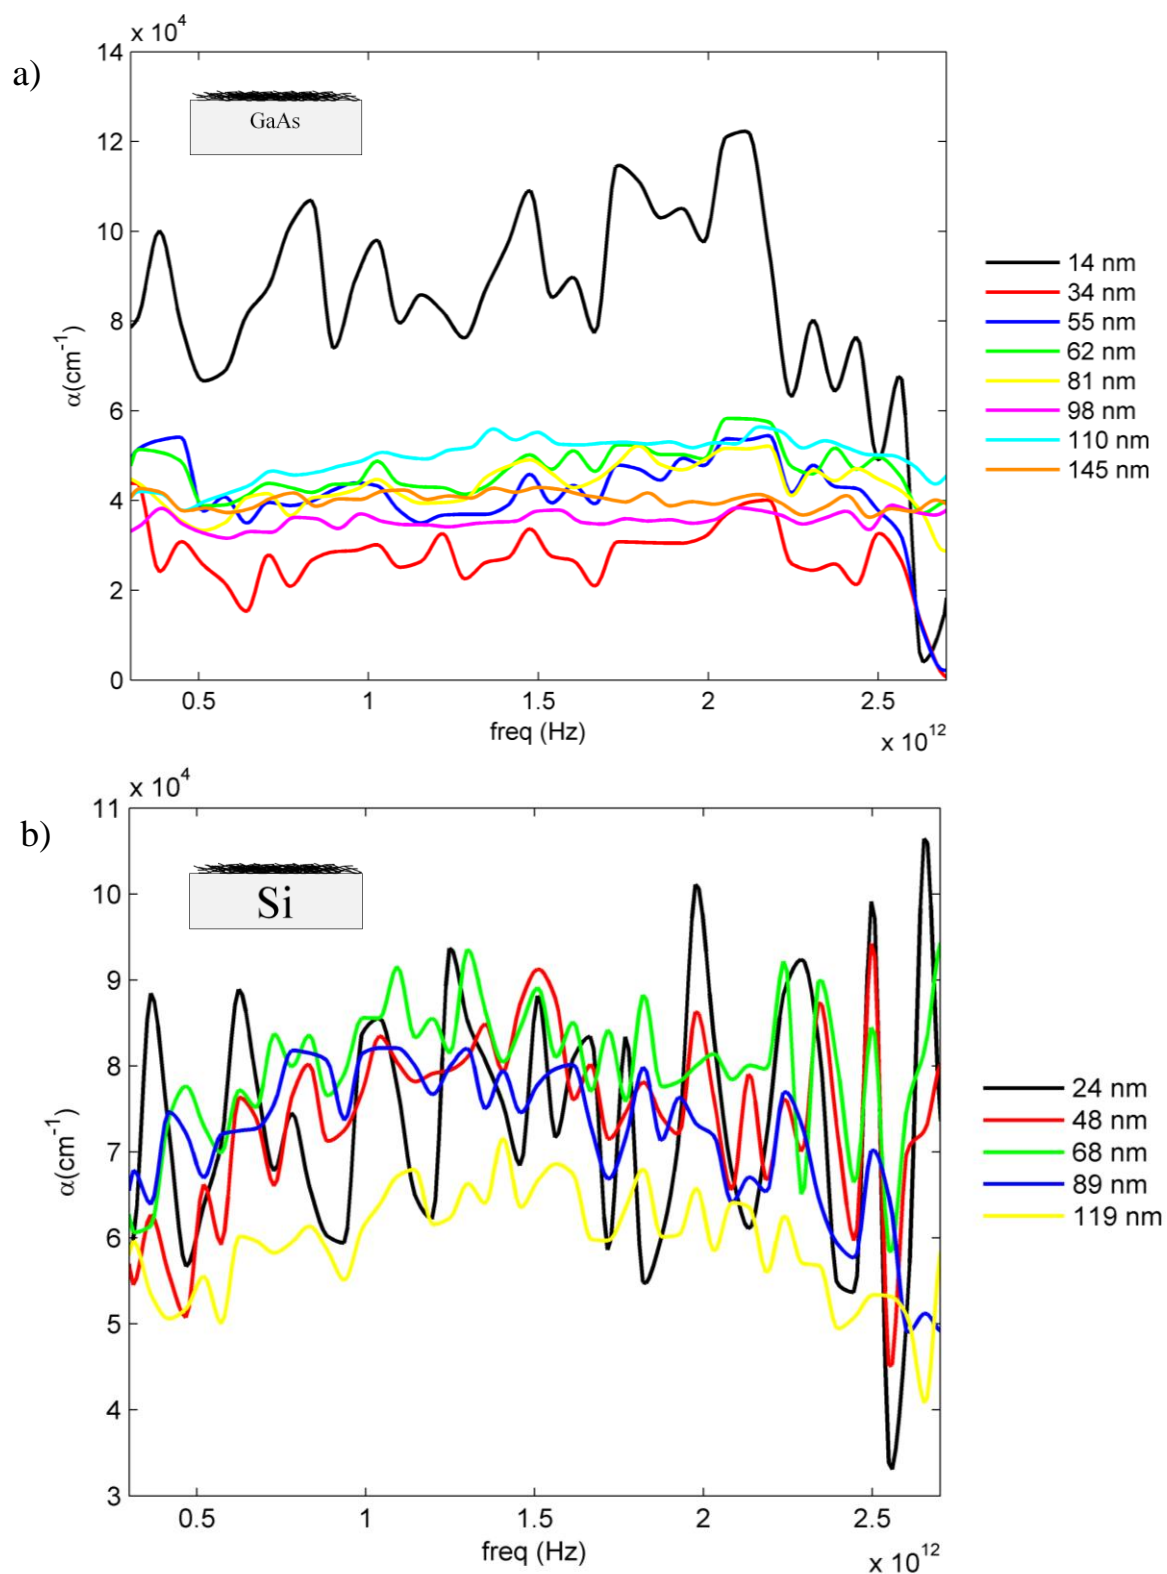 a)
x 10^4
14
12
10
8
6
4
2
0
α(cm^-1)
GaAs
0.5
1
1.5
2
2.5
freq (Hz)
x 10^12
14 nm
34 nm
55 nm
62 nm
81 nm
98 nm
110 nm
145 nm
b)
x 10^4
11
10
9
8
7
6
5
4
3
α(cm^-1)
Si
0.5
1
1.5
2
2.5
freq (Hz)
x 10^12
24 nm
48 nm
68 nm
89 nm
119 nm